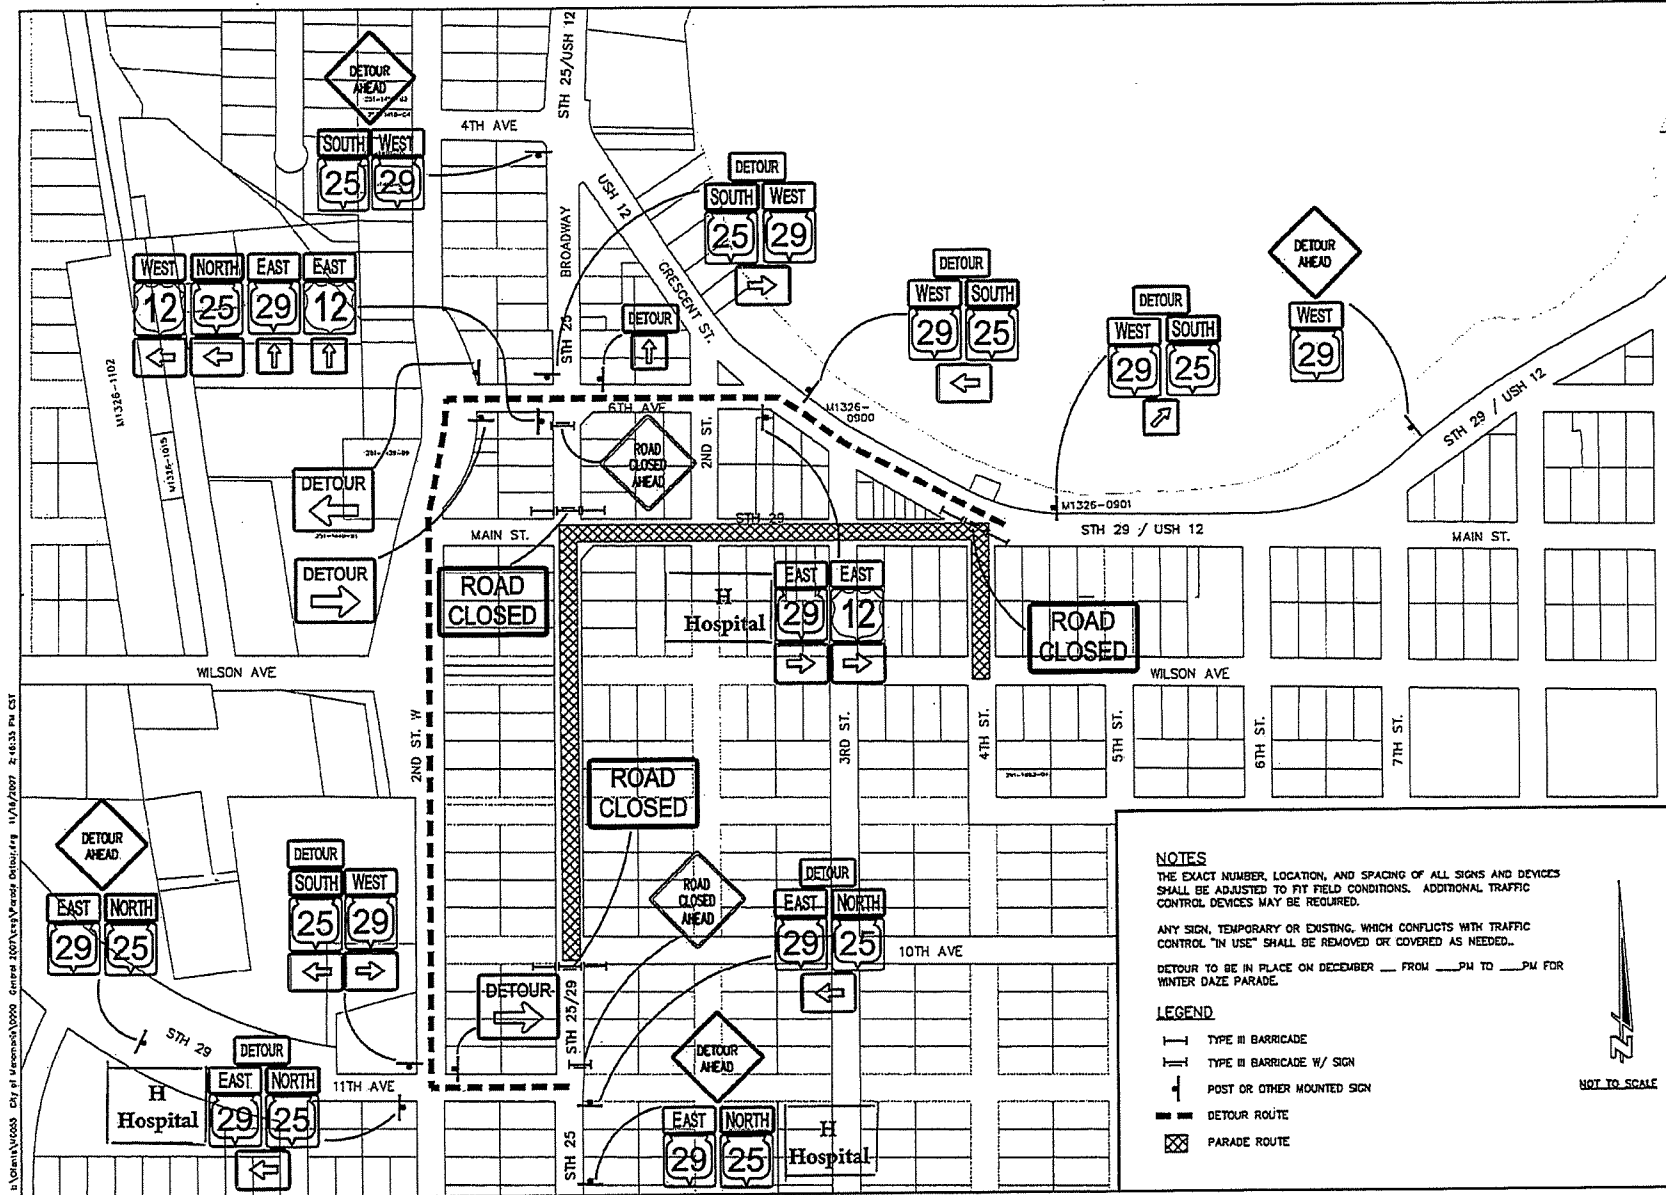 STH 25/USH 12
DETOUR
AHEAD
4TH AVE
SOUTH WEST
25 29
USH 12
DETOUR
SOUTH WEST
25 29
BROADWAY
STH 25
CRESCENT ST.
DETOUR
AHEAD
WEST
29
WEST NORTH EAST EAST
12 25 29 12
DETOUR
WEST SOUTH
29 25
DETOUR
WEST SOUTH
29 25
DETOUR
M1326-1102
M1326-1015
6TH AVE
2ND ST.
M1326-
0900
STH 29 / USH 12
ROAD
CLOSED
AHEAD
DETOUR
M1326-0901
STH 29
MAIN ST.
STH 29 / USH 12
MAIN ST.
DETOUR
ROAD
CLOSED
H
Hospital
EAST EAST
29 12
ROAD
CLOSED
WILSON AVE
WILSON AVE
2ND ST. W
3RD ST.
4TH ST.
5TH ST.
6TH ST.
7TH ST.
ROAD
CLOSED
DETOUR
AHEAD
EAST NORTH
29 25
DETOUR
SOUTH WEST
25 29
ROAD
CLOSED
AHEAD
DETOUR
EAST NORTH
29 25
10TH AVE
DETOUR
STH 25/29
STH 29
DETOUR
EAST NORTH
29 25
H
Hospital
11TH AVE
DETOUR
AHEAD
EAST NORTH
29 25
H
Hospital
STH 25
NOTES
THE EXACT NUMBER, LOCATION, AND SPACING OF ALL SIGNS AND DEVICES
SHALL BE ADJUSTED TO FIT FIELD CONDITIONS. ADDITIONAL TRAFFIC
CONTROL DEVICES MAY BE REQUIRED.
ANY SIGN, TEMPORARY OR EXISTING, WHICH CONFLICTS WITH TRAFFIC
CONTROL "IN USE" SHALL BE REMOVED OR COVERED AS NEEDED..
DETOUR TO BE IN PLACE ON DECEMBER __ FROM ___PM TO ___PM FOR
WINTER DAZE PARADE.
LEGEND
TYPE III BARRICADE
TYPE III BARRICADE W/ SIGN
POST OR OTHER MOUNTED SIGN
DETOUR ROUTE
PARADE ROUTE
NOT TO SCALE